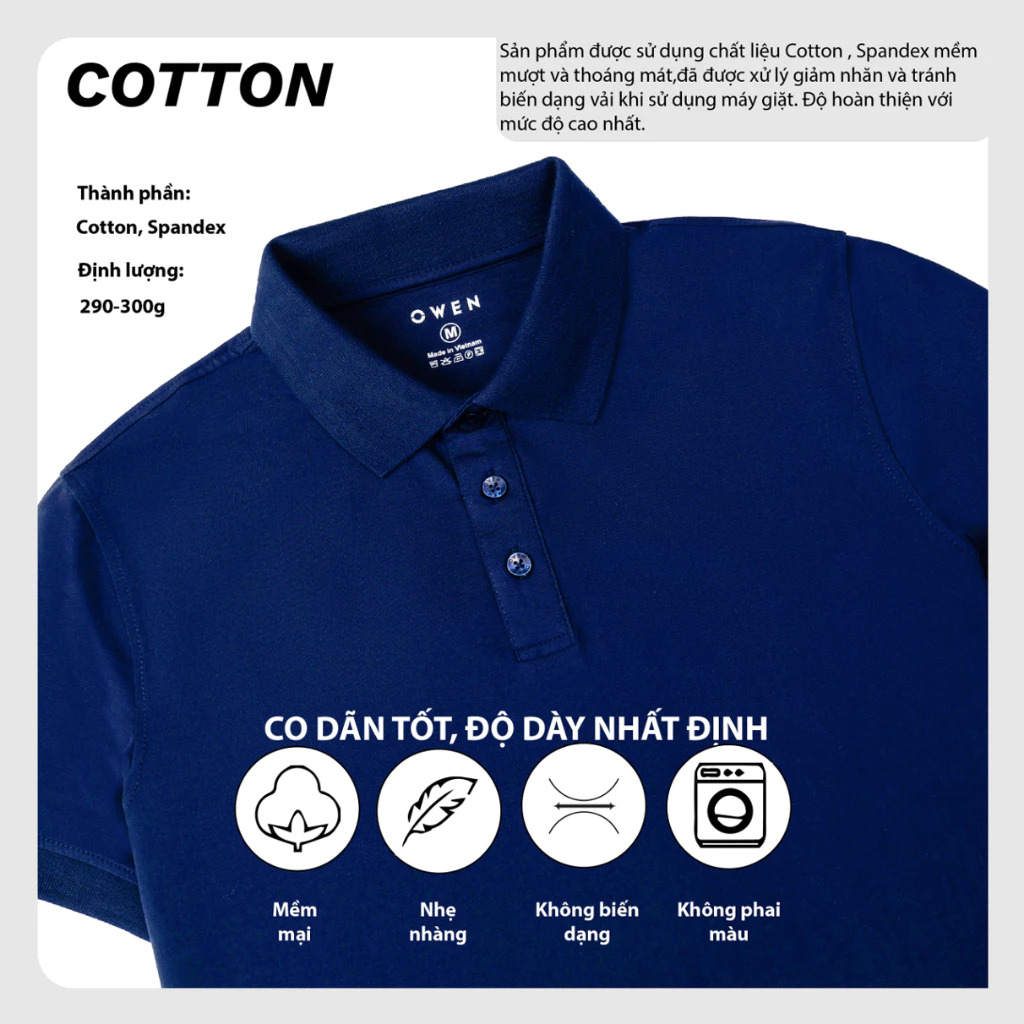 COTTON
Sản phẩm được sử dụng chất liệu Cotton , Spandex mềm
mượt và thoáng mát,đã được xử lý giảm nhăn và tránh
biến dạng vải khi sử dụng máy giặt. Độ hoàn thiện với
mức độ cao nhất.
Thành phần:
Cotton, Spandex
Định lượng:
290-300g
OWEN
M
Made in Vietnam
CO DÃN TỐT, ĐỘ DÀY NHẤT ĐỊNH
Mềm
mại
Nhẹ
nhàng
Không biến
dạng
Không phai
màu